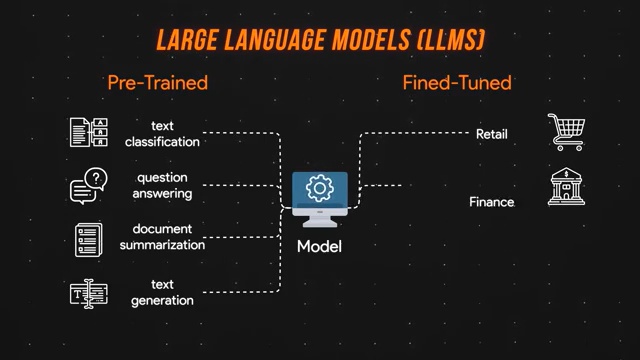 LARGE LANGUAGE MODELS (LLMS)
Pre-Trained
Fined-Tuned
text
classification
question
answering
document
summarization
text
generation
Model
Retail
Finance